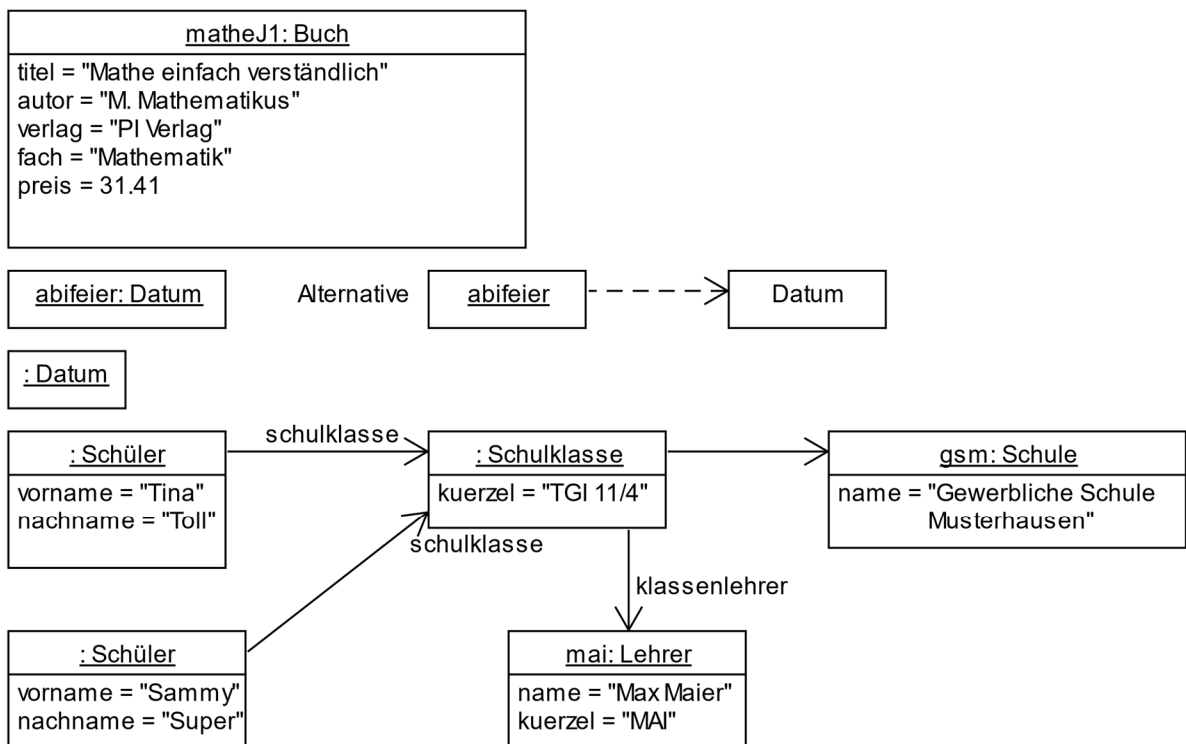 matheJ1: Buch
titel = "Mathe einfach verständlich"
autor = "M. Mathematikus"
verlag = "PI Verlag"
fach = "Mathematik"
preis = 31.41
abifeier: Datum
Alternative
abifeier
Datum
: Datum
: Schüler
vorname = "Tina"
nachname = "Toll"
schulklasse
: Schulklasse
kuerzel = "TGI 11/4"
gsm: Schule
name = "Gewerbliche Schule
Musterhausen"
schulklasse
klassenlehrer
: Schüler
vorname = "Sammy"
nachname = "Super"
mai: Lehrer
name = "Max Maier"
kuerzel = "MAI"